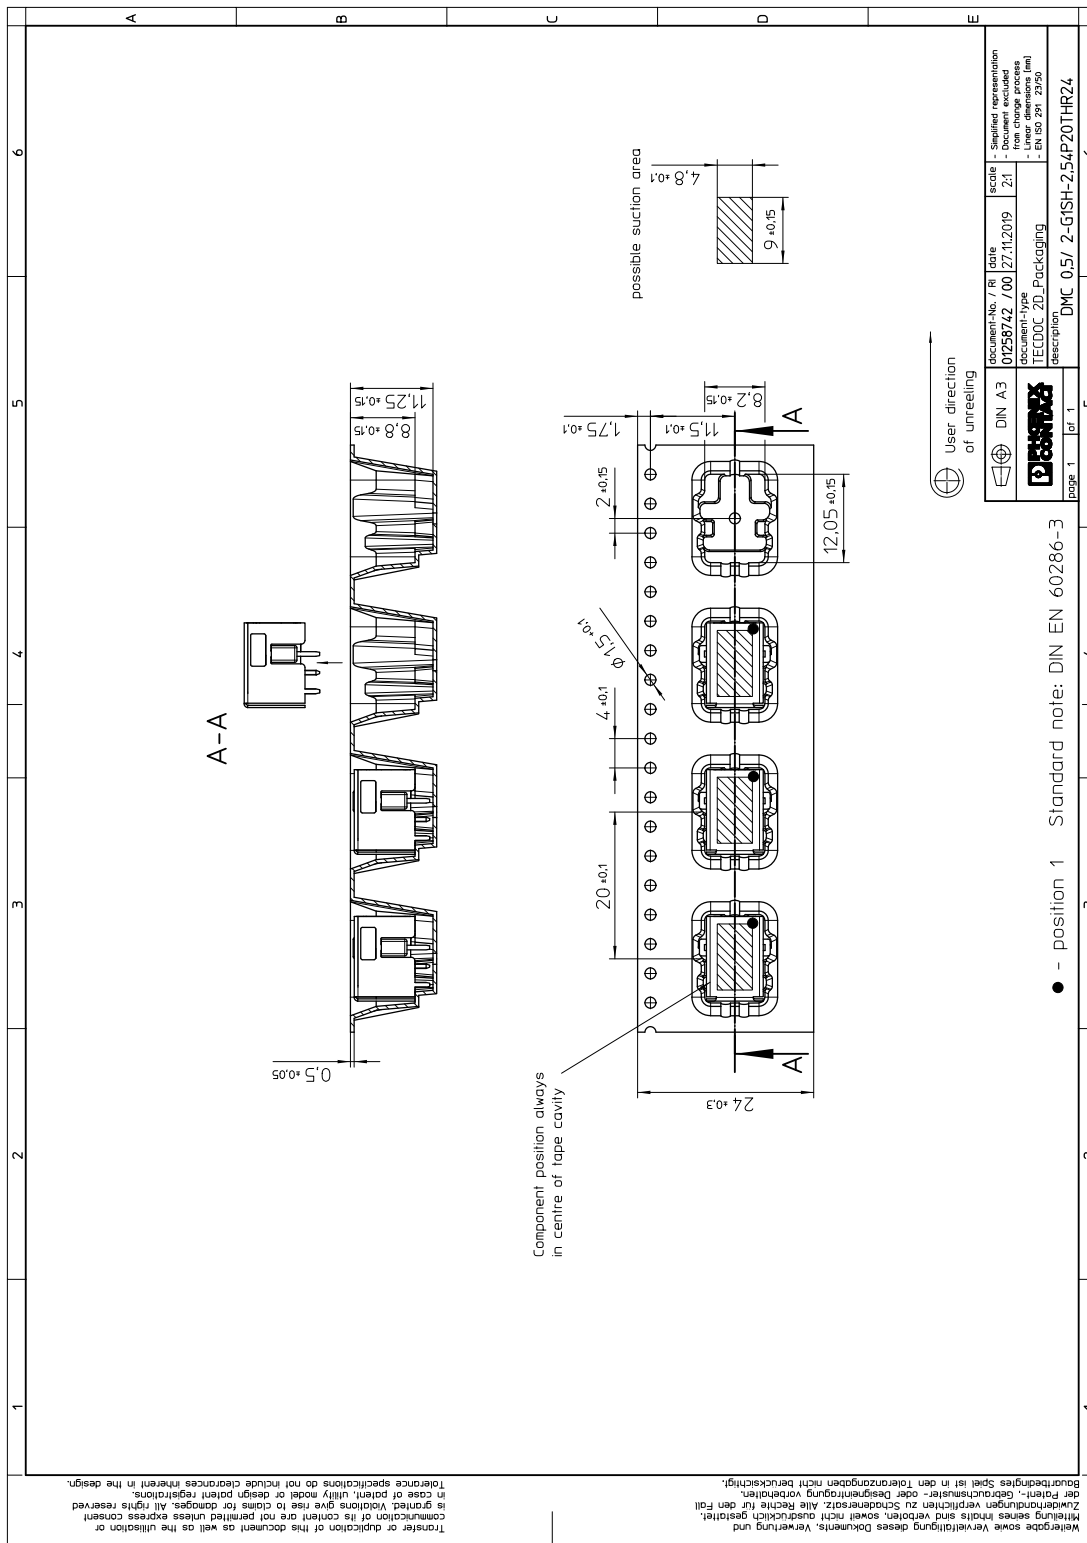 A
B
C
D
E
6
5
4
3
2
1
A-A
11,25 ±0,15
8,8 ±0,15
0,5 ±0,05
possible suction area
4,8 ±0,1
9 ±0,15
1,75 ±0,1
11,5 ±0,1
8,2 ±0,15
A
2 ±0,15
12,05 ±0,15
Ø 1,5 +0,1
4 ±0,1
20 ±0,1
24 ±0,3
A
Component position always
in centre of tape cavity
User direction
of unreeling
● - position 1
Standard note: DIN EN 60286-3
DIN A3
PHOENIX
CONTACT
page 1
of 1
document-No. / RI
01258742 / 00
date
27.11.2019
scale
2:1
- Simplified representation
- Document excluded
from change process
- Linear dimensions [mm]
- EN ISO 291 23/50
document-type
TECDOC 2D_Packaging
description
DMC 0,5/ 2-G1SH-2,54P20THR24
Transfer or duplication of this document as well as the utilisation or
communication of its content are not permitted unless express consent
is granted. Violations give rise to claims for damages. All rights reserved
in case of patent, utility model or design patent registrations.
Tolerance specifications do not include clearances inherent in the design.
Weitergabe sowie Vervielfältigung dieses Dokuments, Verwertung und
Mitteilung seines Inhalts sind verboten, soweit nicht ausdrücklich gestattet.
Zuwiderhandlungen verpflichten zu Schadenersatz. Alle Rechte für den Fall
der Patent-, Gebrauchsmuster- oder Designeintragung vorbehalten.
Bauartbedingtes Spiel ist in den Toleranzangaben nicht berücksichtigt.